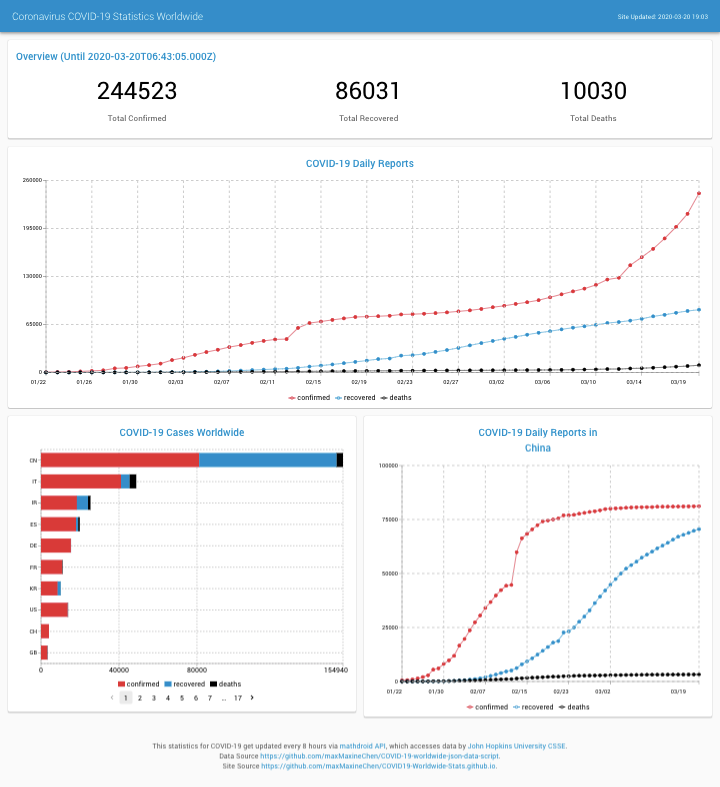 Coronavirus COVID-19 Statistics Worldwide
Site Updated: 2020-03-20 19:03
Overview (Until 2020-03-20T06:43:05.000Z)
244523
86031
10030
Total Confirmed
Total Recovered
Total Deaths
COVID-19 Daily Reports
260000
195000
130000
65000
0
01/22 01/26 01/30 02/03 02/07 02/11 02/15 02/19 02/23 02/27 03/02 03/06 03/10 03/14 03/19
confirmed recovered deaths
COVID-19 Cases Worldwide
CN
IT
IR
ES
DE
FR
KR
US
CH
GB
0 40000 80000 154940
confirmed recovered deaths
< 1 2 3 4 5 6 7 ... 17 >
COVID-19 Daily Reports in
China
100000
75000
50000
25000
0
01/22 01/30 02/07 02/15 02/23 03/02 03/19
confirmed recovered deaths
This statistics for COVID-19 get updated every 8 hours via mathdroid API, which accesses data by John Hopkins University CSSE.
Data Source https://github.com/maxMaxineChen/COVID-19-worldwide-json-data-script.
Site Source https://github.com/maxMaxineChen/COVID19-Worldwide-Stats.github.io.